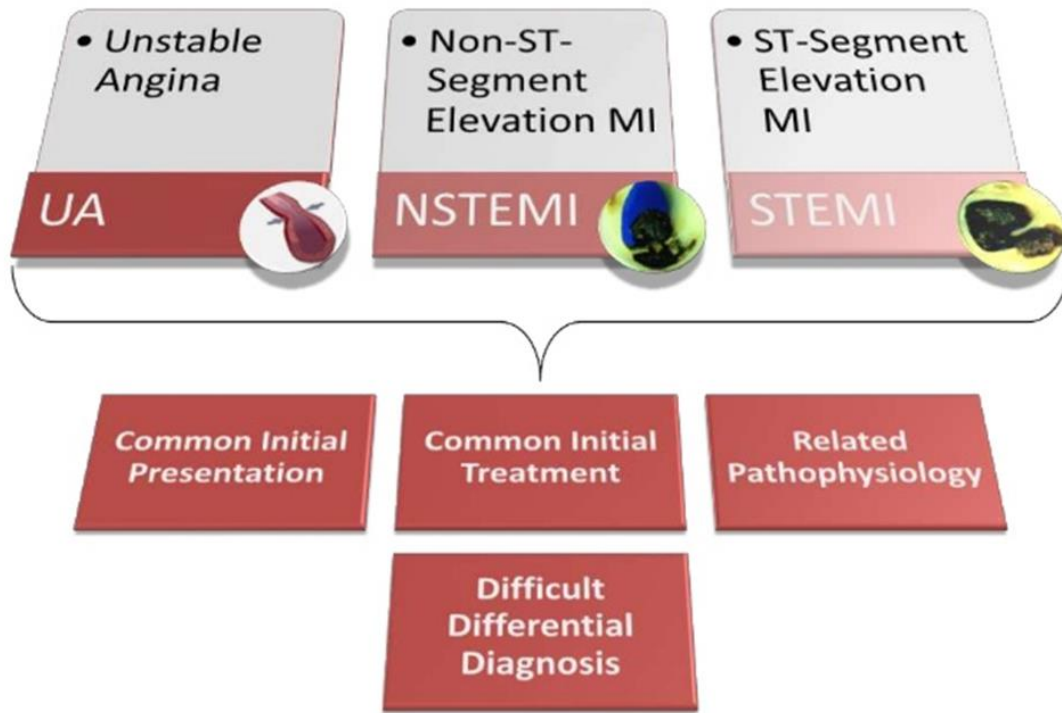 • Unstable
Angina
UA
• Non-ST-
Segment
Elevation MI
NSTEMI
• ST-Segment
Elevation
MI
STEMI
Common Initial
Presentation
Common Initial
Treatment
Related
Pathophysiology
Difficult
Differential
Diagnosis